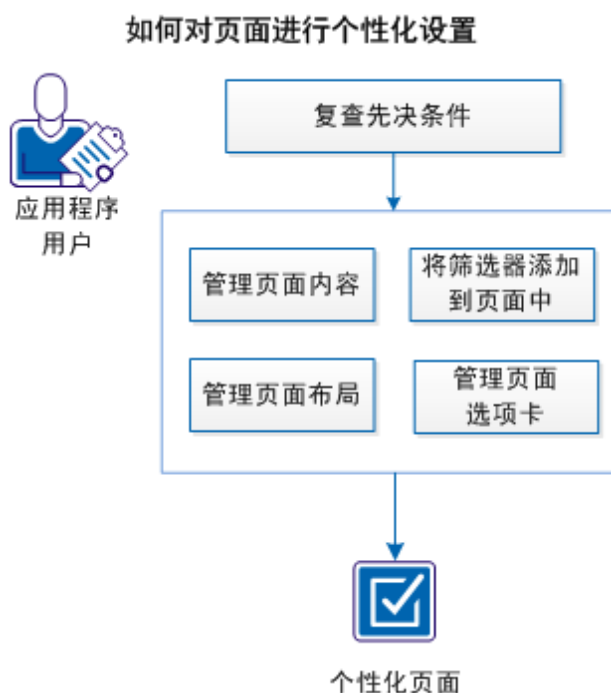 如何对页面进行个性化设置
复查先决条件
应用程序
用户
管理页面内容
将筛选器添加
到页面中
管理页面布局
管理页面
选项卡
个性化页面